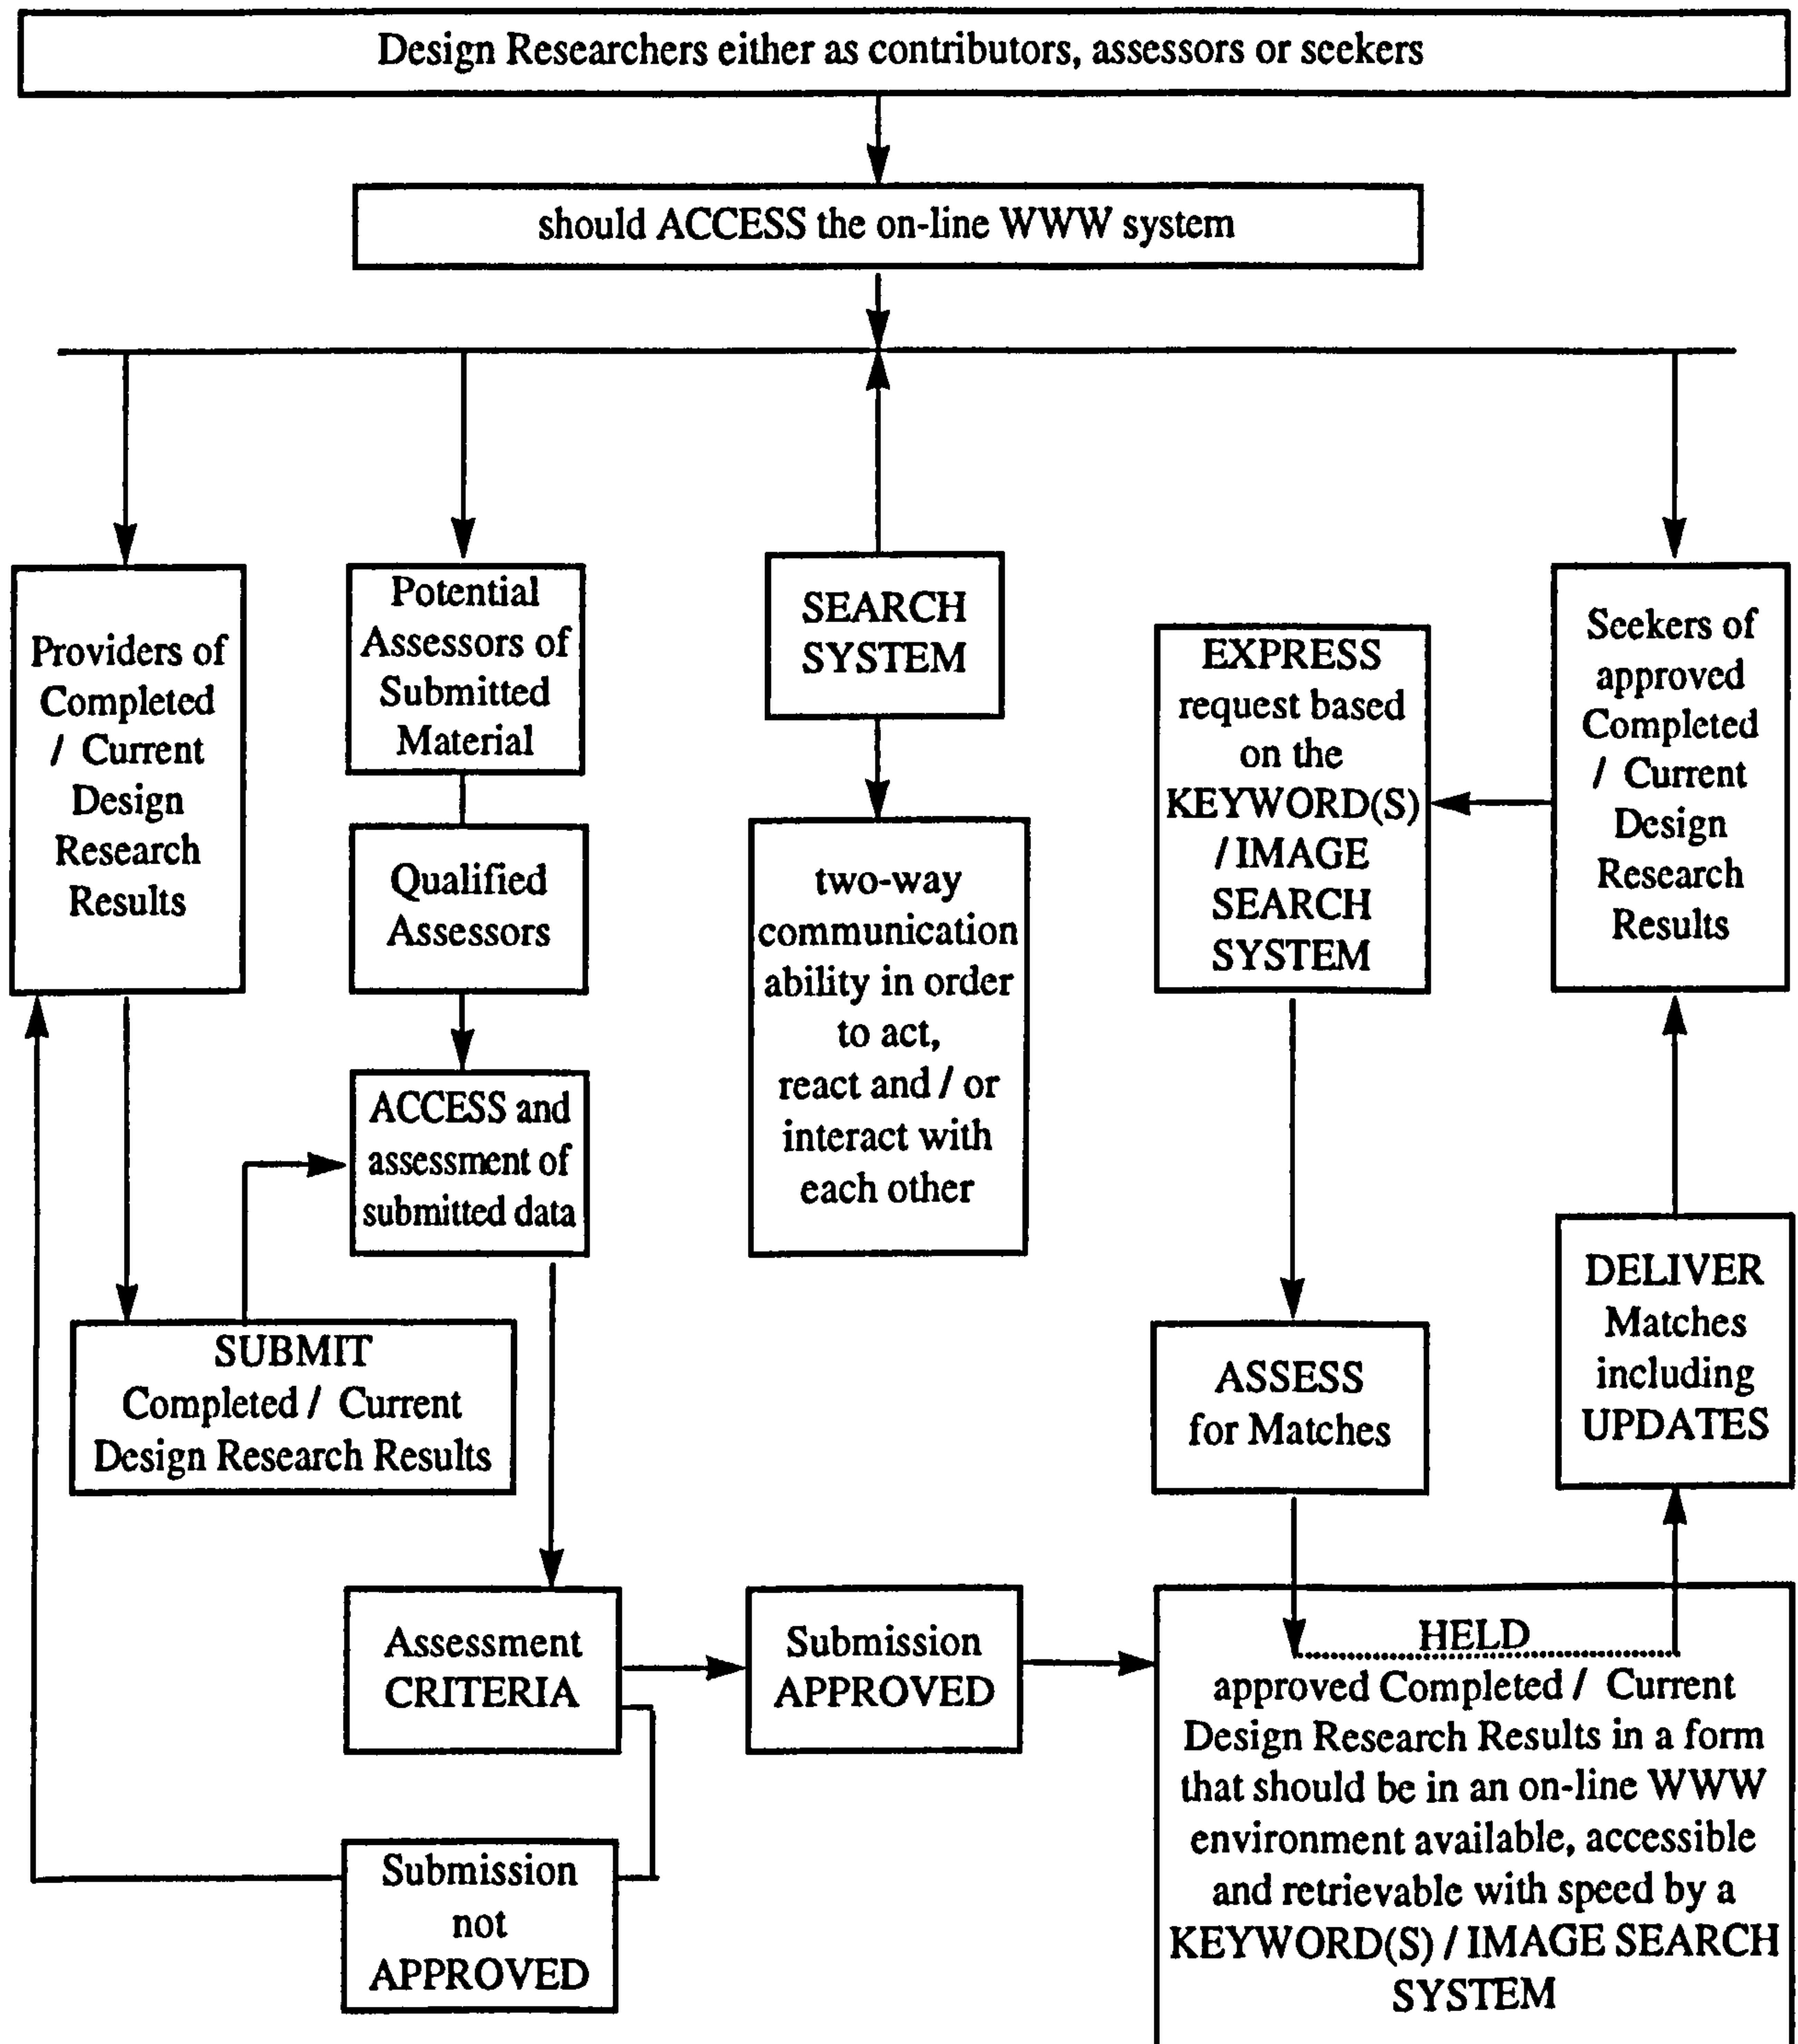 Design Researchers either as contributors, assessors or seekers
should ACCESS the on-line WWW system
Providers of
Completed
/ Current
Design
Research
Results
Potential
Assessors of
Submitted
Material
Qualified
Assessors
ACCESS and
assessment of
submitted data
SUBMIT
Completed / Current
Design Research Results
SEARCH
SYSTEM
two-way
communication
ability in order
to act,
react and / or
interact with
each other
EXPRESS
request based
on the
KEYWORD(S)
/ IMAGE
SEARCH
SYSTEM
Seekers of
approved
Completed
/ Current
Design
Research
Results
ASSESS
for Matches
DELIVER
Matches
including
UPDATES
Assessment
CRITERIA
Submission
APPROVED
Submission
not
APPROVED
HELD
approved Completed / Current
Design Research Results in a form
that should be in an on-line WWW
environment available, accessible
and retrievable with speed by a
KEYWORD(S) / IMAGE SEARCH
SYSTEM